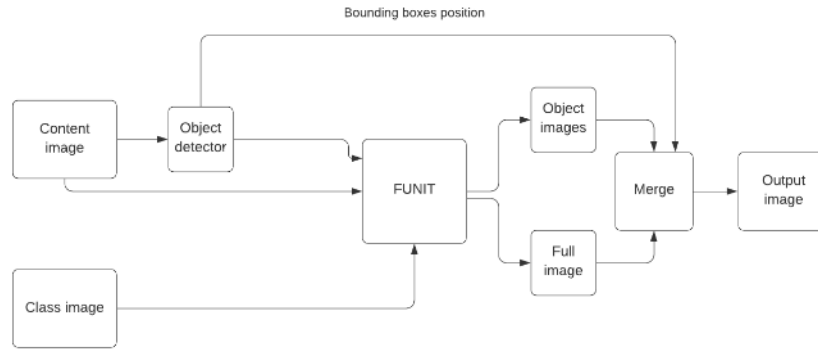 Bounding boxes position
Content
image
Object
detector
FUNIT
Object
images
Full
image
Merge
Output
image
Class image